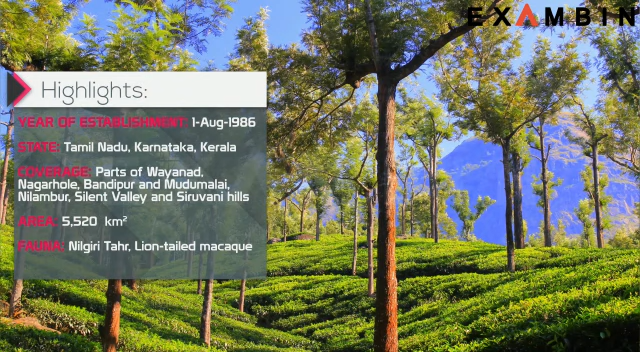 EXAMBIN
Highlights:
YEAR OF ESTABLISHMENT: 1-Aug-1986
STATE: Tamil Nadu, Karnataka, Kerala
COVERAGE: Parts of Wayanad,
Nagarhole, Bandipur and Mudumalai,
Nilambur, Silent Valley and Siruvani hills
AREA: 5,520 km²
FAUNA: Nilgiri Tahr, Lion-tailed macaque